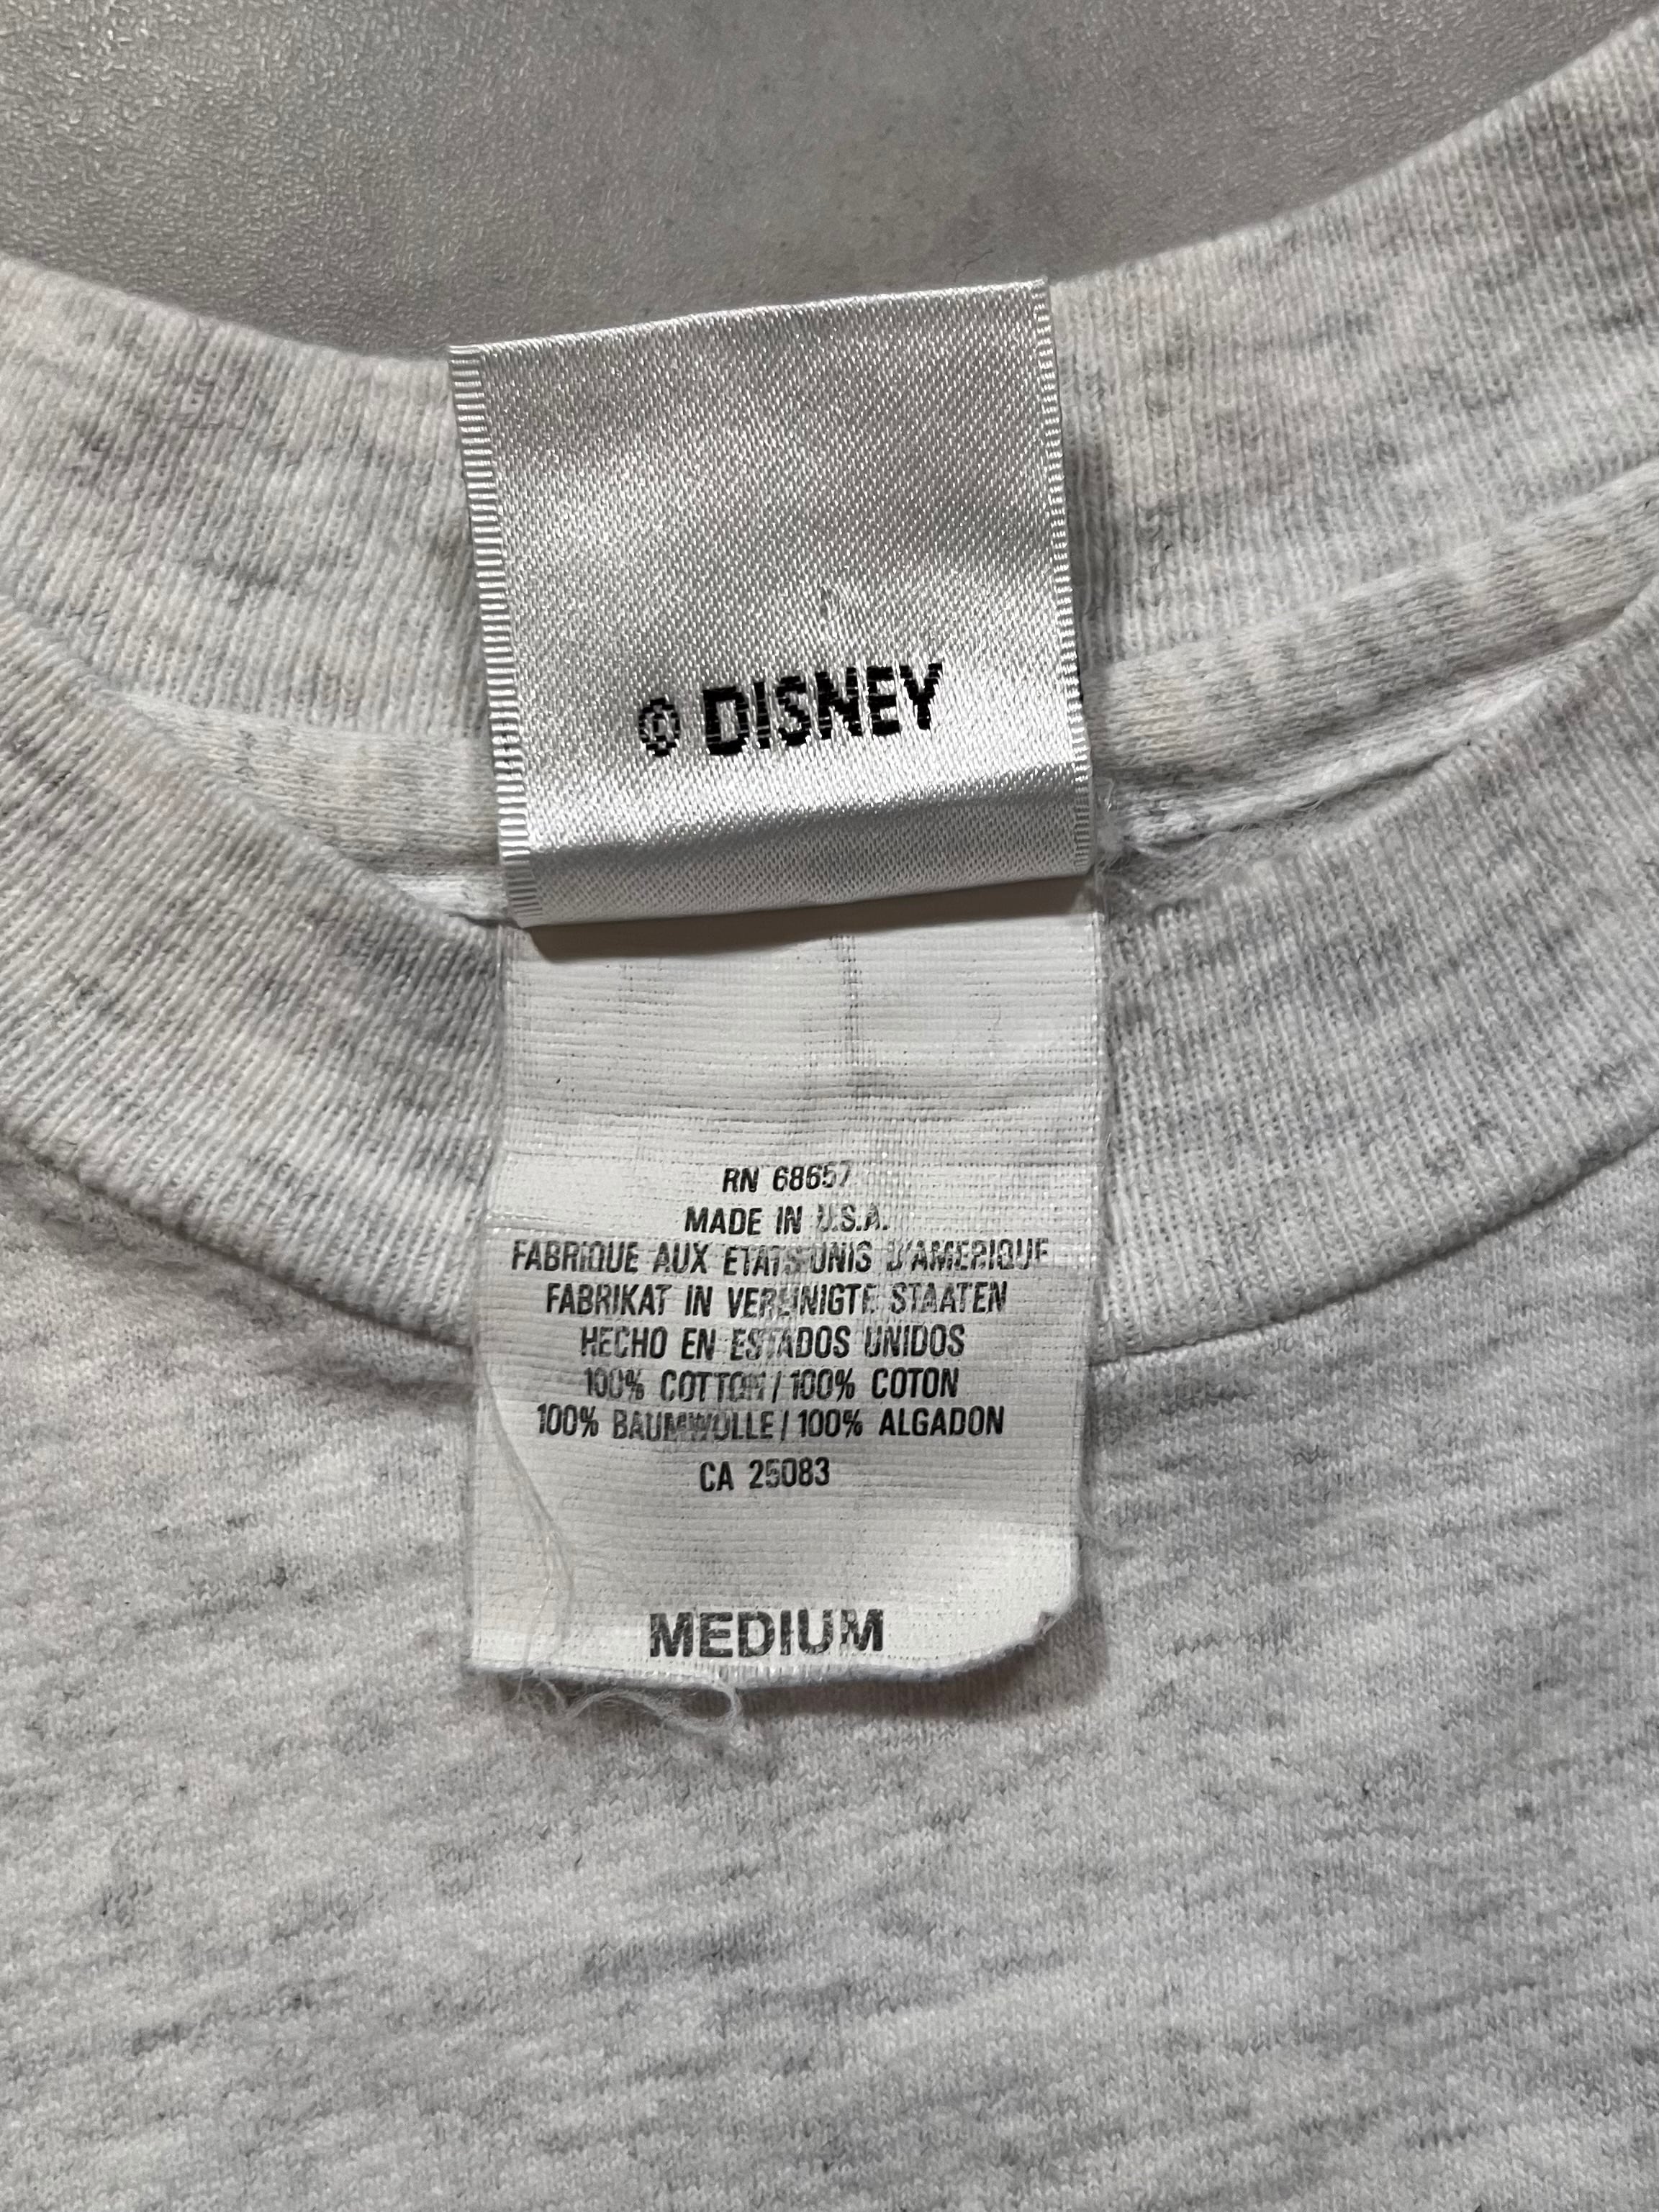 © DISNEY
RN 68657
MADE IN U.S.A.
FABRIQUE AUX ETATS UNIS D'AMERIQUE
FABRIKAT IN VEREINIGTE STAATEN
HECHO EN ESTADOS UNIDOS
100% COTTON / 100% COTON
100% BAUMWOLLE / 100% ALGADON
CA 25083
MEDIUM